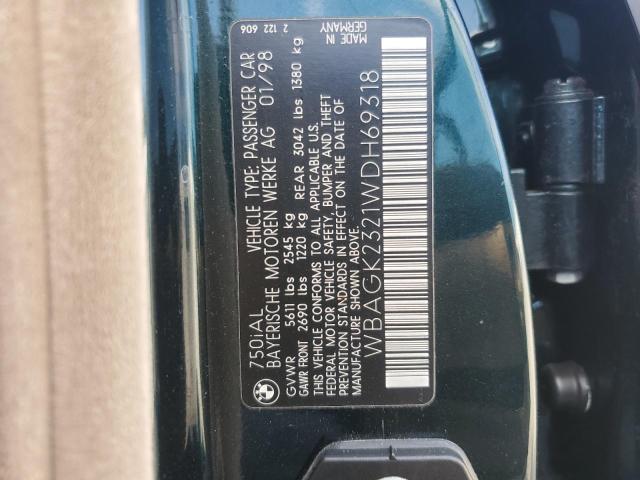 750iAL VEHICLE TYPE: PASSENGER CAR 2 122 606
BAYERISCHE MOTOREN WERKE AG 01/98
GVWR 5611 lbs 2545 kg
GAWR FRONT 2690 lbs 1220 kg REAR 3042 lbs 1380 kg
THIS VEHICLE CONFORMS TO ALL APPLICABLE U.S.
FEDERAL MOTOR VEHICLE SAFETY, BUMPER AND THEFT
PREVENTION STANDARDS IN EFFECT ON THE DATE OF
MANUFACTURE SHOWN ABOVE. MADE IN
GERMANY
WBAGK2321WDH69318